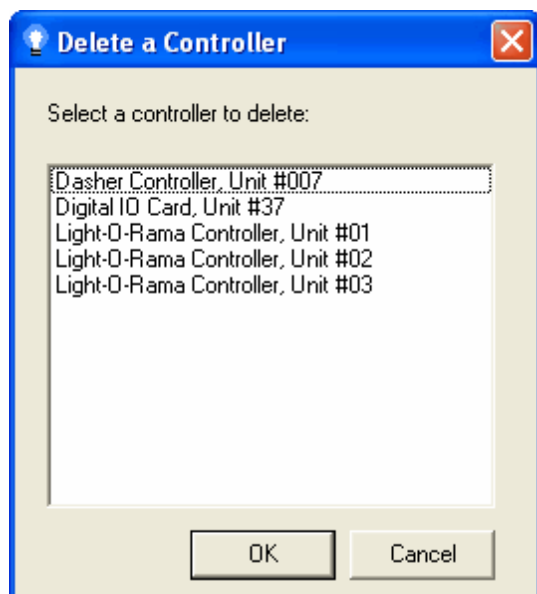 Delete a Controller
Select a controller to delete:
Dasher Controller, Unit #007
Digital IO Card, Unit #37
Light-O-Rama Controller, Unit #01
Light-O-Rama Controller, Unit #02
Light-O-Rama Controller, Unit #03
OK Cancel